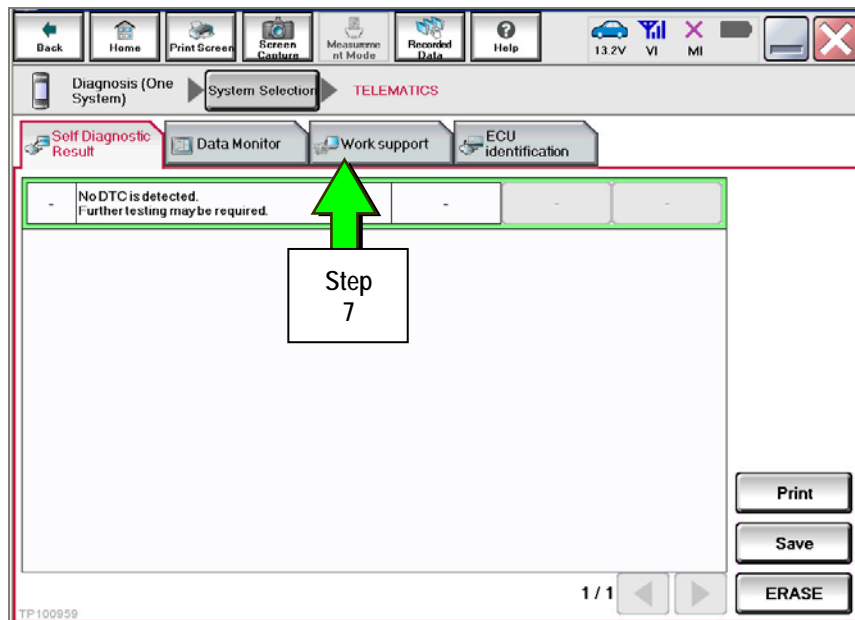 Back
Home
Print Screen
Screen
Capture
Measureme
nt Mode
Recorded
Data
Help
13.2V
VI
MI
Diagnosis (One
System)
System Selection
TELEMATICS
Self Diagnostic
Result
Data Monitor
Work support
ECU
identification
-
No DTC is detected.
Further testing may be required.
-
-
-
Step
7
Print
Save
1 / 1
ERASE
TP100959